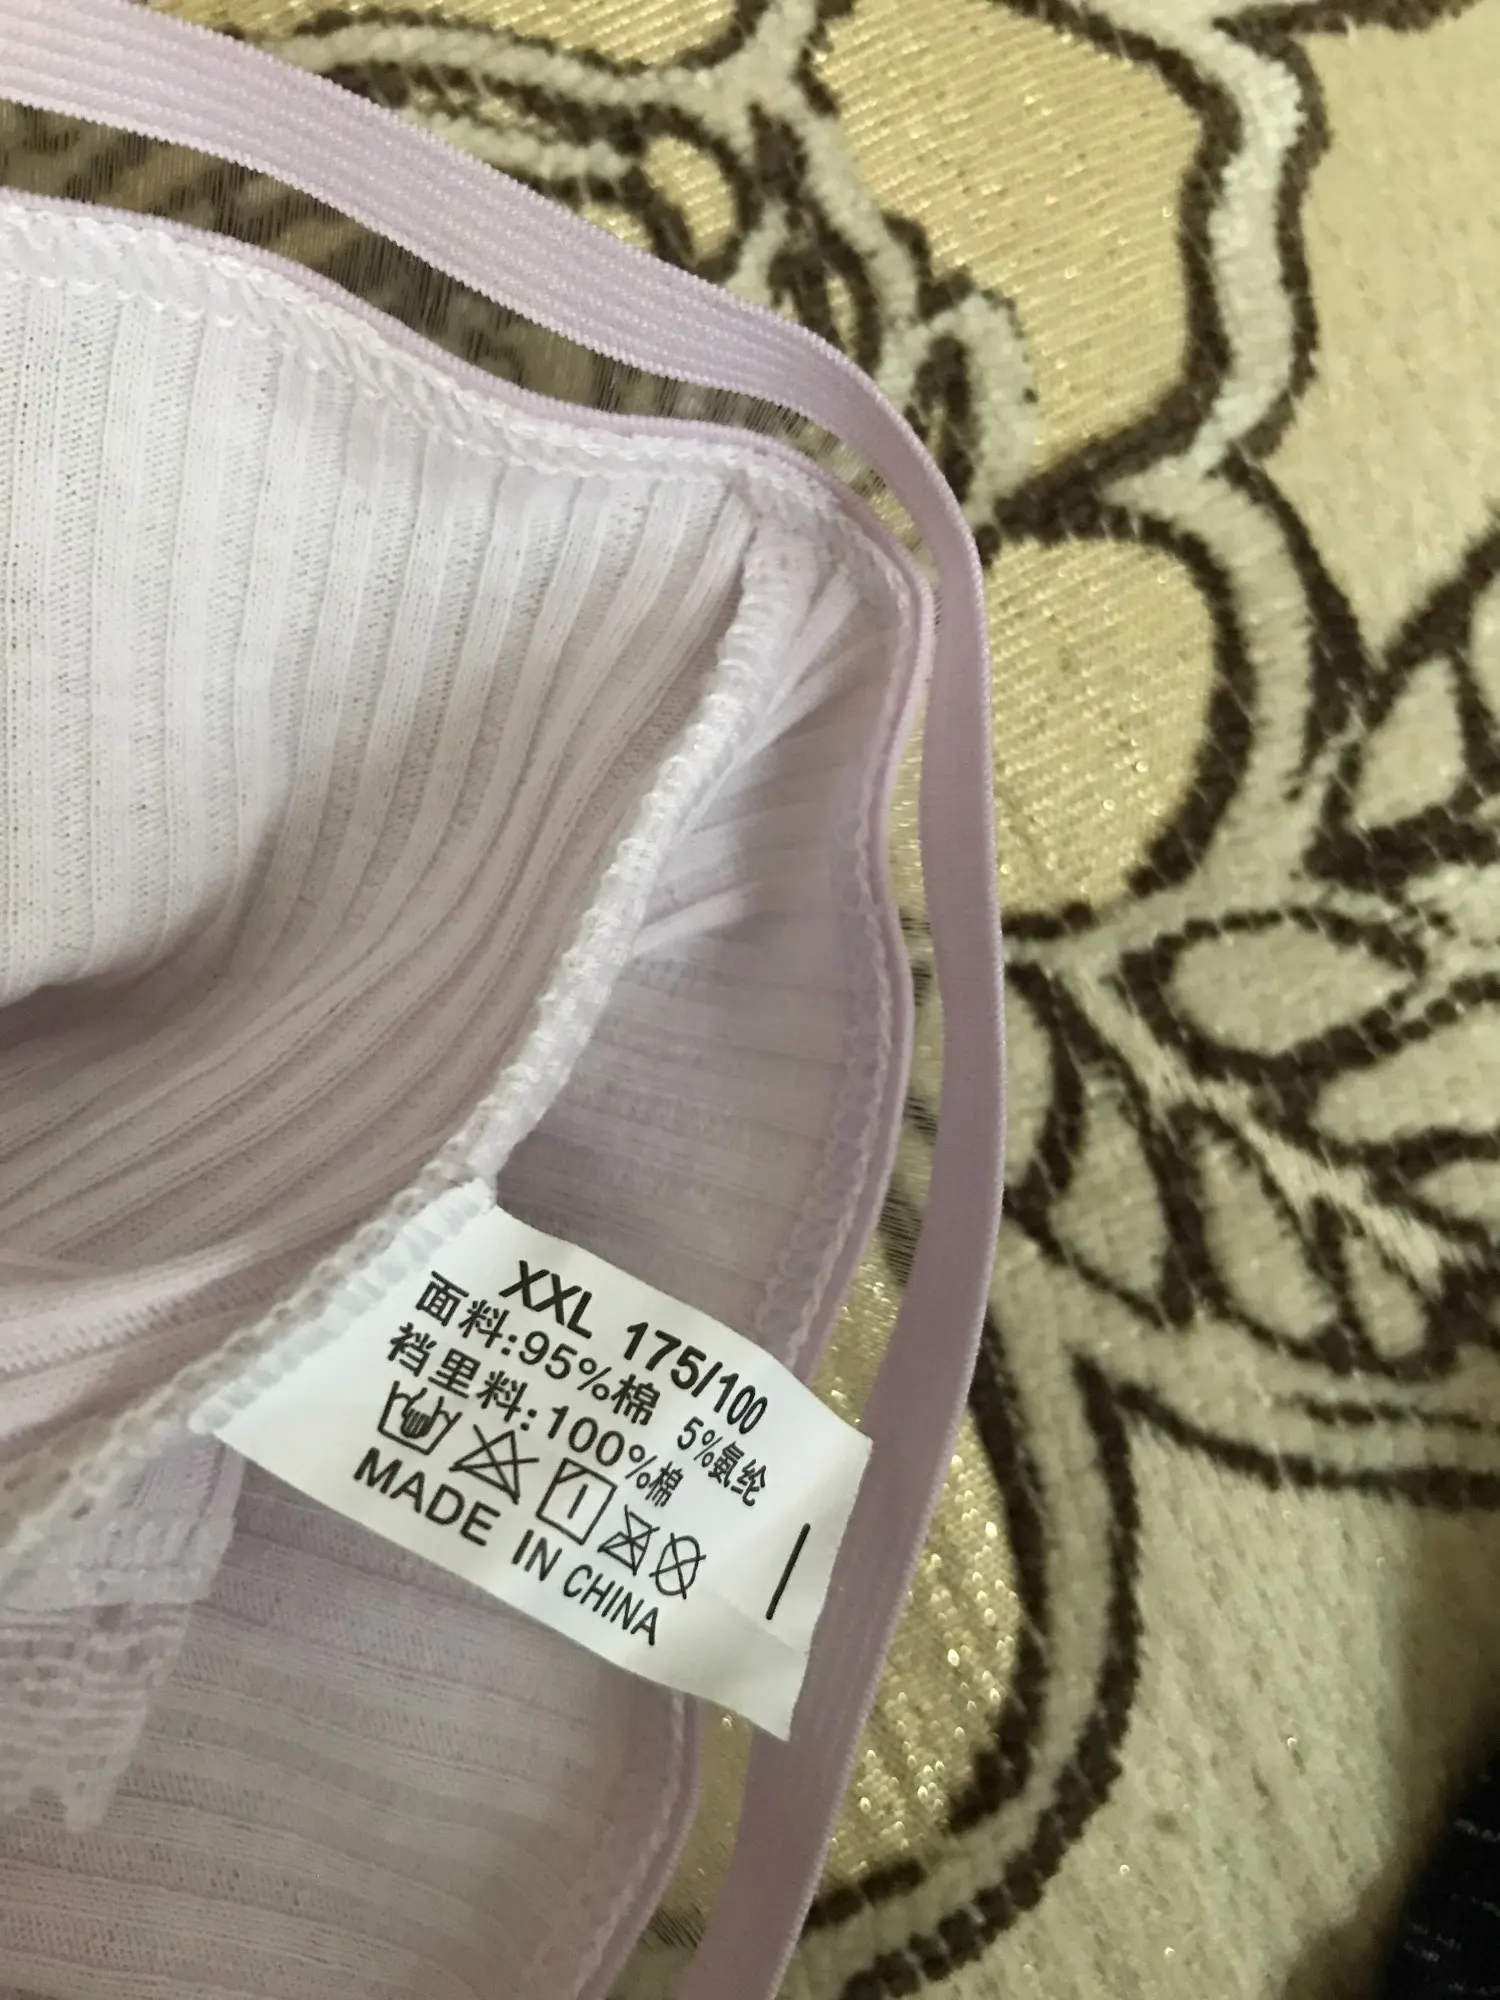 XXL 175/100
面料:95%棉 5%氨纶
裆里料:100%棉
MADE IN CHINA